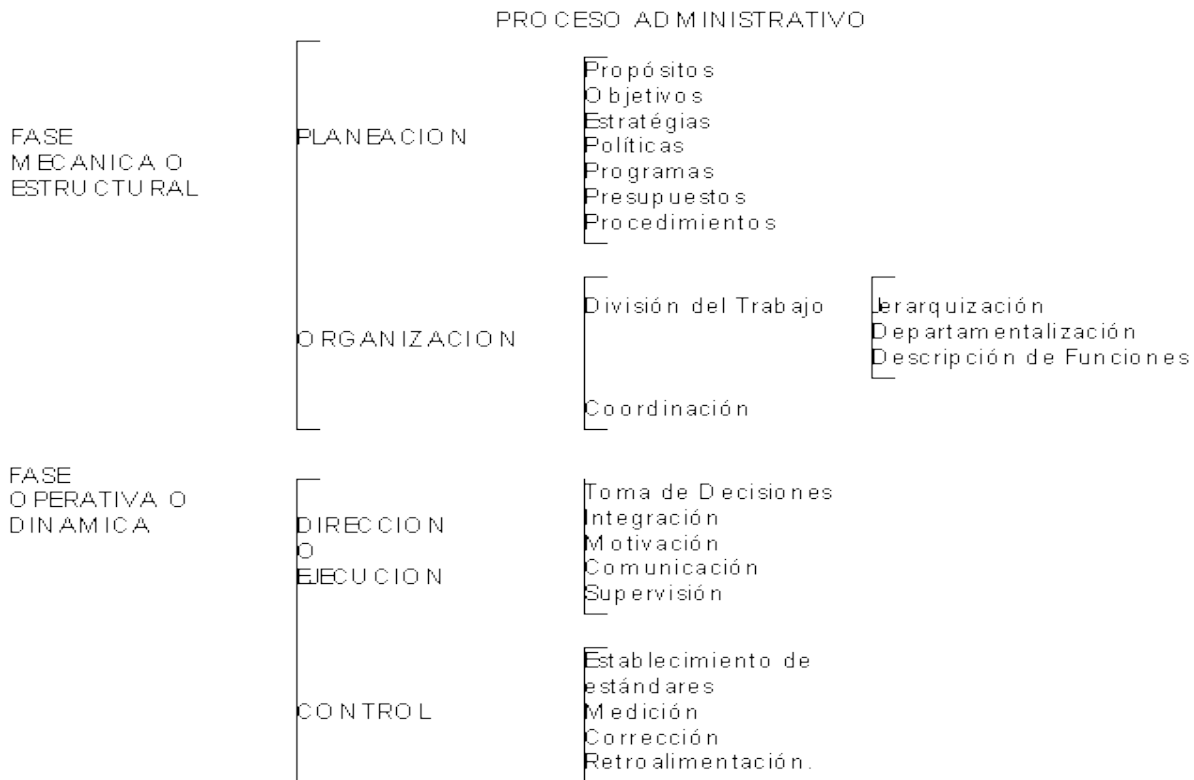 PROCESO ADMINISTRATIVO
FASE
MECANICA O
ESTRUCTURAL
PLANEACION
Propósitos
Objetivos
Estratégias
Políticas
Programas
Presupuestos
Procedimientos
ORGANIZACION
División del Trabajo
Jerarquización
Departamentalización
Descripción de Funciones
Coordinación
FASE
OPERATIVA O
DINAMICA
DIRECCION
O
EJECUCION
Toma de Decisiones
Integración
Motivación
Comunicación
Supervisión
CONTROL
Establecimiento de
estándares
Medición
Corrección
Retroalimentación.